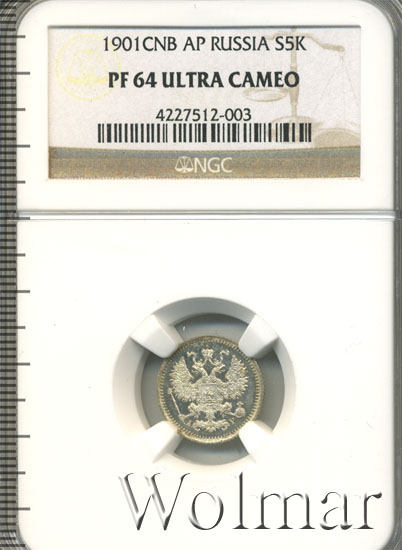 1901CNB AP RUSSIA S5K
PF 64 ULTRA CAMEO
4227512-003
NGC
Wolmar